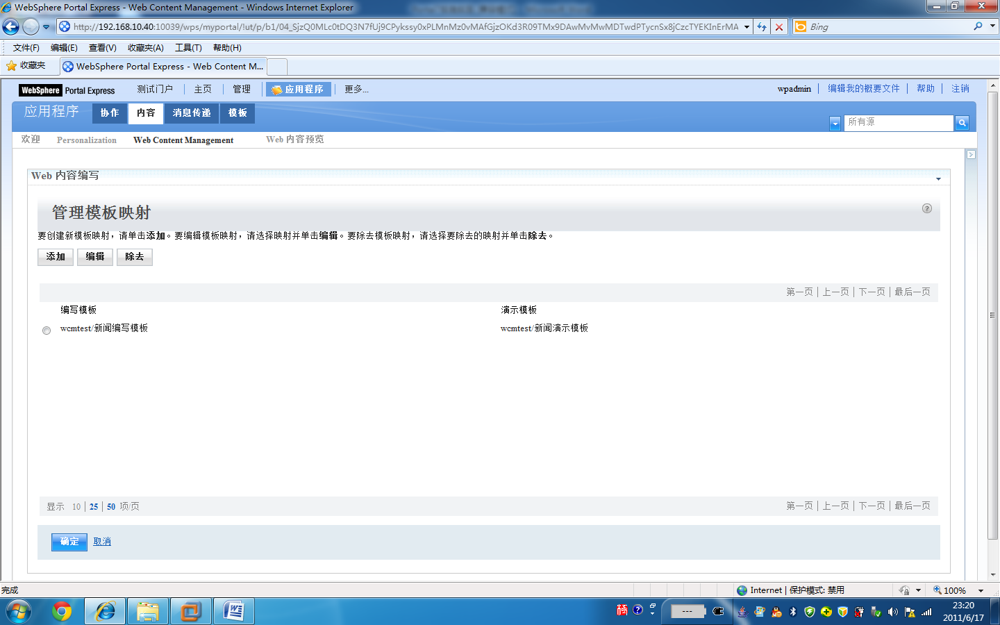 WebSphere Portal Express - Web Content Management - Windows Internet Explorer
http://192.168.10.40:10039/wps/myportal/!ut/p/b1/04_SjzQ0MLc0tDQ3N7fUj9CPykssy0xPLMnMz0vMAfGjzOKd3R09TMx9DAwMvMwMDTwdPTycnSx8jCzcTYEKInErMA
Bing
文件(F) 编辑(E) 查看(V) 收藏夹(A) 工具(T) 帮助(H)
收藏夹 WebSphere Portal Express - Web Content M...
WebSphere Portal Express 测试门户 主页 管理 应用程序 更多... wpadmin 编辑我的概要文件 帮助 注销
应用程序 协作 内容 消息传递 模板
所有源
欢迎 Personalization Web Content Management Web 内容预览
Web 内容编写
管理模板映射
?
要创建新模板映射，请单击添加。要编辑模板映射，请选择映射并单击编辑。要除去模板映射，请选择要除去的映射并单击除去。
添加 编辑 除去
第一页 | 上一页 | 下一页 | 最后一页
编写模板 演示模板
wcmtest/新闻编写模板 wcmtest/新闻演示模板
显示 10 | 25 | 50 项/页 第一页 | 上一页 | 下一页 | 最后一页
确定 取消
完成 Internet | 保护模式: 禁用 100%
---
23:20
2011/6/17